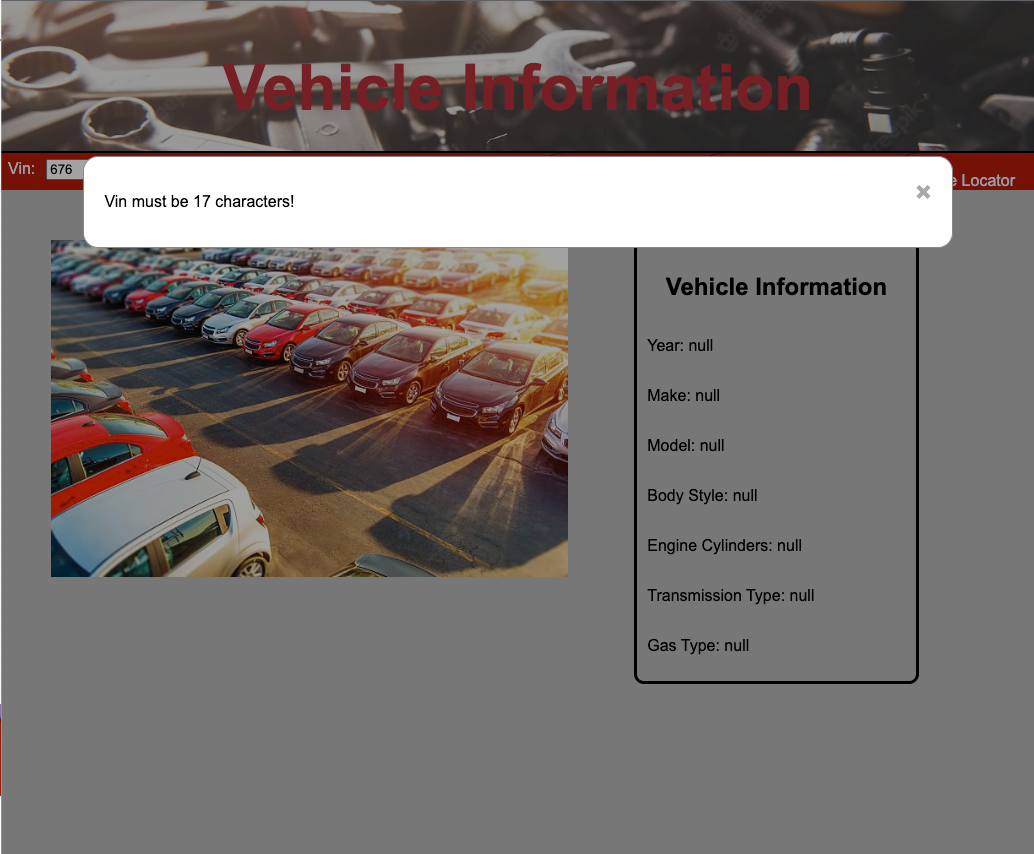 Vehicle Information
Vin: 676
Vin must be 17 characters!
×
Locator
Vehicle Information
Year: null
Make: null
Model: null
Body Style: null
Engine Cylinders: null
Transmission Type: null
Gas Type: null